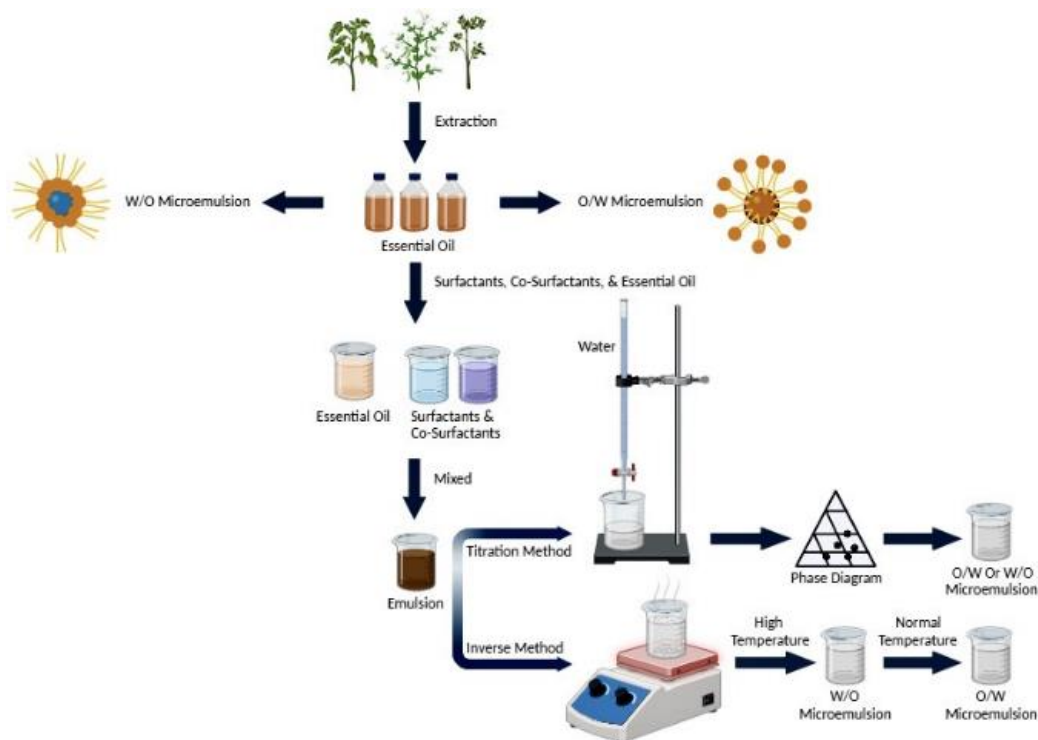 Extraction
W/O Microemulsion
O/W Microemulsion
Essential Oil
Surfactants, Co-Surfactants, & Essential Oil
Water
Essential Oil
Surfactants &
Co-Surfactants
Mixed
Titration Method
Emulsion
Phase Diagram
O/W Or W/O
Microemulsion
Inverse Method
High
Temperature
Normal
Temperature
W/O
Microemulsion
O/W
Microemulsion